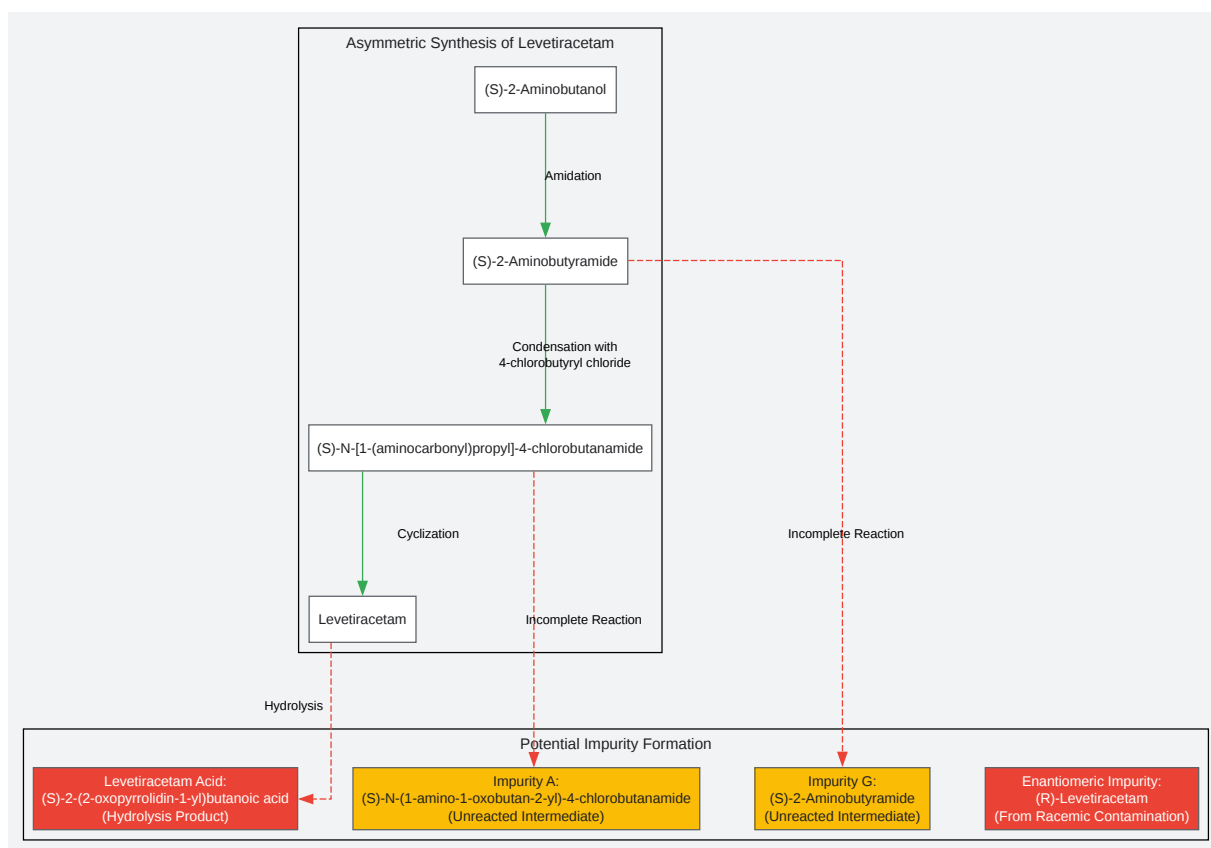 Asymmetric Synthesis of Levetiracetam
(S)-2-Aminobutanol
Amidation
(S)-2-Aminobutyramide
Condensation with
4-chlorobutyryl chloride
(S)-N-[1-(aminocarbonyl)propyl]-4-chlorobutanamide
Cyclization
Incomplete Reaction
Levetiracetam
Incomplete Reaction
Hydrolysis
Potential Impurity Formation
Levetiracetam Acid:
(S)-2-(2-oxopyrrolidin-1-yl)butanoic acid
(Hydrolysis Product)
Impurity A:
(S)-N-(1-amino-1-oxobutan-2-yl)-4-chlorobutanamide
(Unreacted Intermediate)
Impurity G:
(S)-2-Aminobutyramide
(Unreacted Intermediate)
Enantiomeric Impurity:
(R)-Levetiracetam
(From Racemic Contamination)